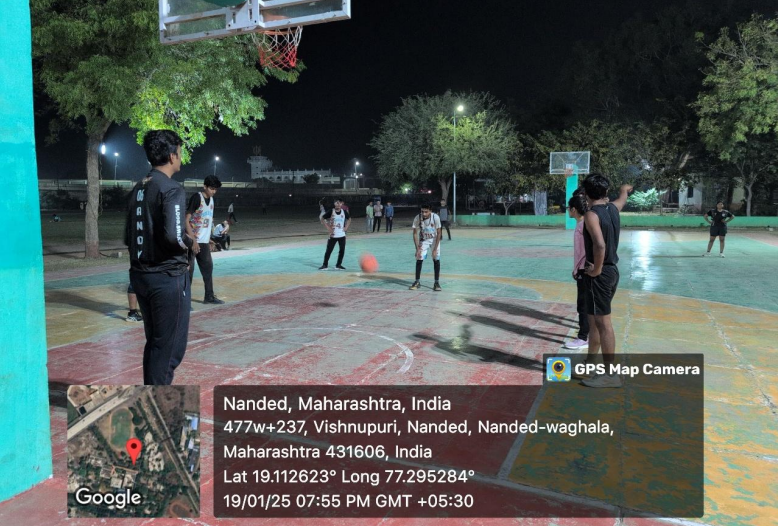 GPS Map Camera
Nanded, Maharashtra, India
477w+237, Vishnupuri, Nanded, Nanded-waghala,
Maharashtra 431606, India
Lat 19.112623° Long 77.295284°
19/01/25 07:55 PM GMT +05:30
Google